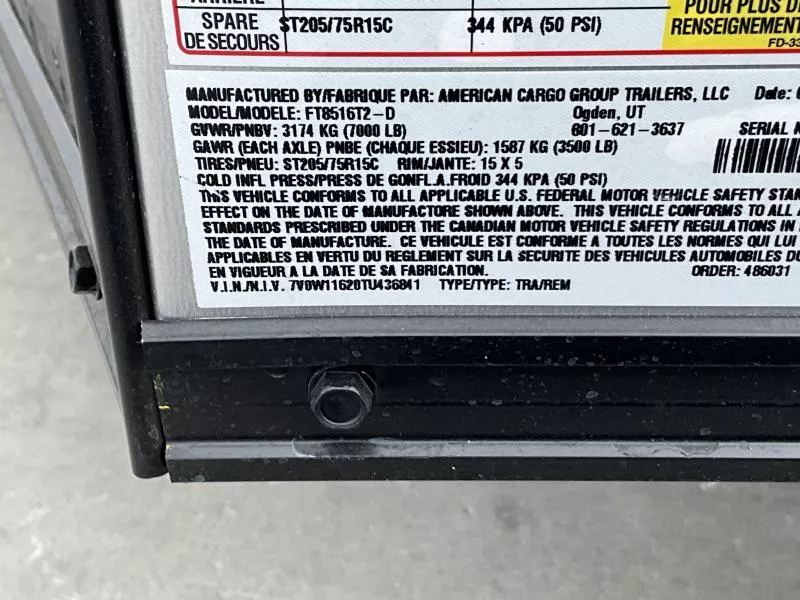 ARRIÈRE
SPARE ST205/75R15C 344 KPA (50 PSI)
DE SECOURS
POUR PLUS DE
RENSEIGNEMENT
FD-33
MANUFACTURED BY/FABRIQUE PAR: AMERICAN CARGO GROUP TRAILERS, LLC Date:
MODEL/MODELE: FT8516T2-D Ogden, UT
GVWR/PNBV: 3174 KG (7000 LB) 801-621-3637 SERIAL N
GAWR (EACH AXLE) PNBE (CHAQUE ESSIEU): 1587 KG (3500 LB)
TIRES/PNEU: ST205/75R15C RIM/JANTE: 15 X 5
COLD INFL PRESS/PRESS DE GONFL.A.FROID 344 KPA (50 PSI)
THIS VEHICLE CONFORMS TO ALL APPLICABLE U.S. FEDERAL MOTOR VEHICLE SAFETY STAN
EFFECT ON THE DATE OF MANUFACTORE SHOWN ABOVE. THIS VEHICLE CONFORMS TO ALL A
STANDARDS PRESCRIBED UNDER THE CANADIAN MOTOR VEHICLE SAFETY REGULATIONS IN
THE DATE OF MANUFACTURE. CE VEHICULE EST CONFORME A TOUTES LES NORMES QUI LUI
APPLICABLES EN VERTU DU REGLEMENT SUR LA SECURITE DES VEHICULES AUTOMOBILES DU
EN VIGUEUR A LA DATE DE SA FABRICATION. ORDER: 486031
V.I.N./N.I.V. 7V0W11620TU436841 TYPE/TYPE: TRA/REM